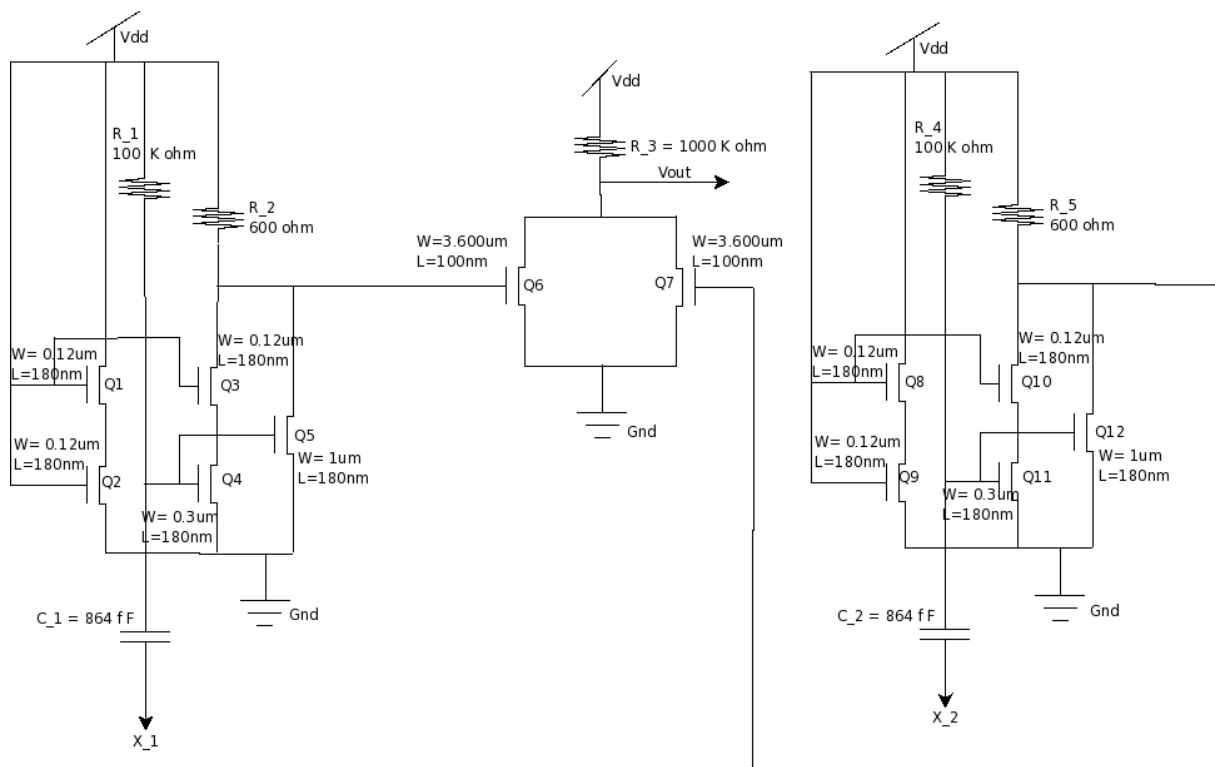 Vdd
R_1
100 K ohm
R_2
600 ohm
W= 0.12um
L=180nm
Q1
W= 0.12um
L=180nm
Q3
W= 0.12um
L=180nm
Q2
Q4
W= 0.3um
L=180nm
Q5
W= 1um
L=180nm
Gnd
C_1 = 864 f F
X_1
Vdd
R_3 = 1000 K ohm
Vout
W=3.600um
L=100nm
Q6
W=3.600um
L=100nm
Q7
Gnd
Vdd
R_4
100 K ohm
R_5
600 ohm
W= 0.12um
L=180nm
Q8
W= 0.12um
L=180nm
Q10
W= 0.12um
L=180nm
Q9
Q11
W= 0.3um
L=180nm
Q12
W= 1um
L=180nm
Gnd
C_2 = 864 f F
X_2